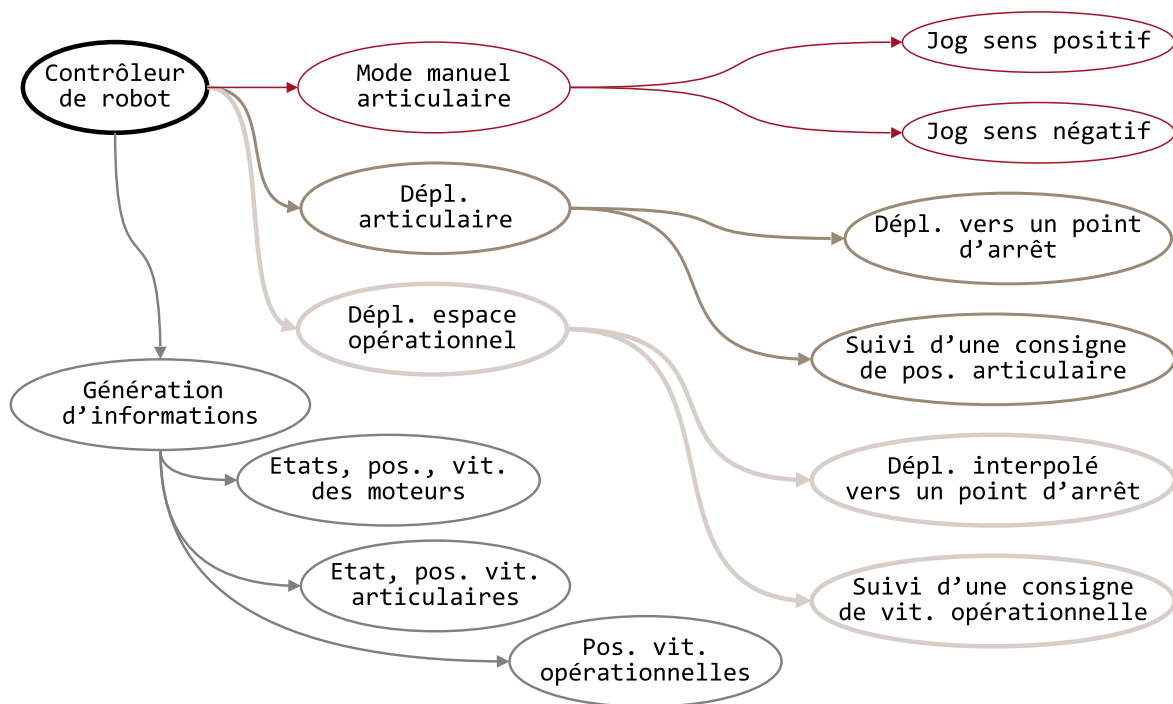 Contrôleur
de robot
Mode manuel
articulaire
Jog sens positif
Jog sens négatif
Dépl.
articulaire
Dépl. vers un point
d’arrêt
Suivi d’une consigne
de pos. articulaire
Dépl. espace
opérationnel
Dépl. interpolé
vers un point d’arrêt
Suivi d’une consigne
de vit. opérationnelle
Génération
d’informations
Etats, pos., vit.
des moteurs
Etat, pos. vit.
articulaires
Pos. vit.
opérationnelles